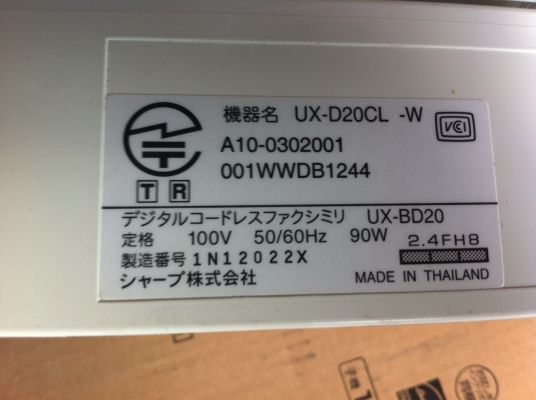 機器名 UX-D20CL -W
VCI
A10-0302001
001WWDB1244
T R
デジタルコードレスファクシミリ UX-BD20
定格 100V 50/60Hz 90W 2.4FH8
製造番号 1N12022X
シャープ株式会社 MADE IN THAILAND
子機